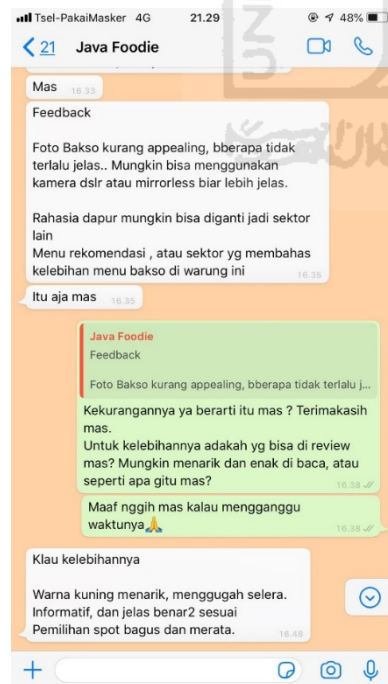 Tsel-PakaiMasker 4G 21.29 48%
21 Java Foodie
Mas 16.33
Feedback
Foto Bakso kurang appealing, bberapa tidak
terlalu jelas.. Mungkin bisa menggunakan
kamera dslr atau mirrorless biar lebih jelas.
Rahasia dapur mungkin bisa diganti jadi sektor
lain
Menu rekomendasi , atau sektor yg membahas
kelebihan menu bakso di warung ini
16.35
Itu aja mas 16.35
Java Foodie
Feedback
Foto Bakso kurang appealing, bberapa tidak terlalu j...
Kekurangannya ya berarti itu mas ? Terimakasih
mas.
Untuk kelebihannya adakah yg bisa di review
mas? Mungkin menarik dan enak di baca, atau
seperti apa gitu mas? 16.38
Maaf nggih mas kalau mengganggu
waktunya🙏 16.38
Klau kelebihannya
Warna kuning menarik, menggugah selera.
Informatif, dan jelas benar2 sesuai
Pemilihan spot bagus dan merata. 16.48